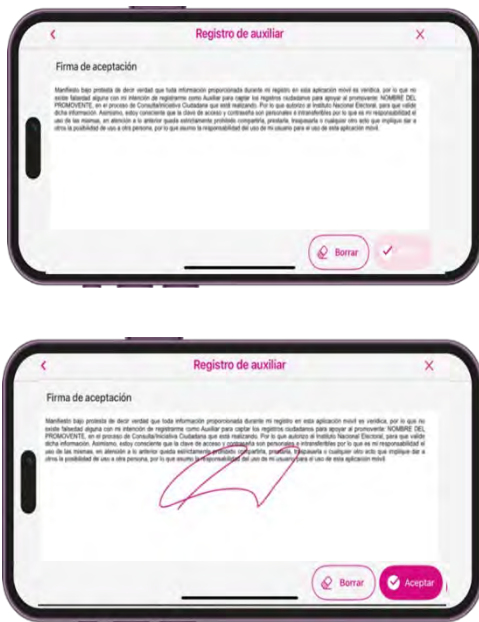 Registro de auxiliar
Firma de aceptación
Manifiesto bajo protesta de decir verdad que toda información proporcionada durante mi registro en esta aplicación móvil es verídica, por lo que no
existe falsedad alguna con mi intención de registrarme como Auxiliar para captar los registros ciudadanos para apoyar al promovente: NOMBRE DEL
PROMOVENTE, en el proceso de Consulta/Iniciativa Ciudadana que está realizando. Por lo que autorizo al Instituto Nacional Electoral, para que valide
dicha información. Asimismo, estoy consciente que la clave de acceso y contraseña son personales e intransferibles por lo que es mi responsabilidad el
uso de las mismas, en atención a lo anterior queda estrictamente prohibido compartirla, prestarla, traspasarla o cualquier otro acto que implique dar a
otros la posibilidad de uso a otra persona, por lo que asumo la responsabilidad del uso de mi usuario para el uso de esta aplicación móvil.
Borrar
Registro de auxiliar
Firma de aceptación
Manifiesto bajo protesta de decir verdad que toda información proporcionada durante mi registro en esta aplicación móvil es verídica, por lo que no
existe falsedad alguna con mi intención de registrarme como Auxiliar para captar los registros ciudadanos para apoyar al promovente: NOMBRE DEL
PROMOVENTE, en el proceso de Consulta/Iniciativa Ciudadana que está realizando. Por lo que autorizo al Instituto Nacional Electoral, para que valide
dicha información. Asimismo, estoy consciente que la clave de acceso y contraseña son personales e intransferibles por lo que es mi responsabilidad el
uso de las mismas, en atención a lo anterior queda estrictamente prohibido compartirla, prestarla, traspasarla o cualquier otro acto que implique dar a
otros la posibilidad de uso a otra persona, por lo que asumo la responsabilidad del uso de mi usuario para el uso de esta aplicación móvil.
Borrar
Aceptar